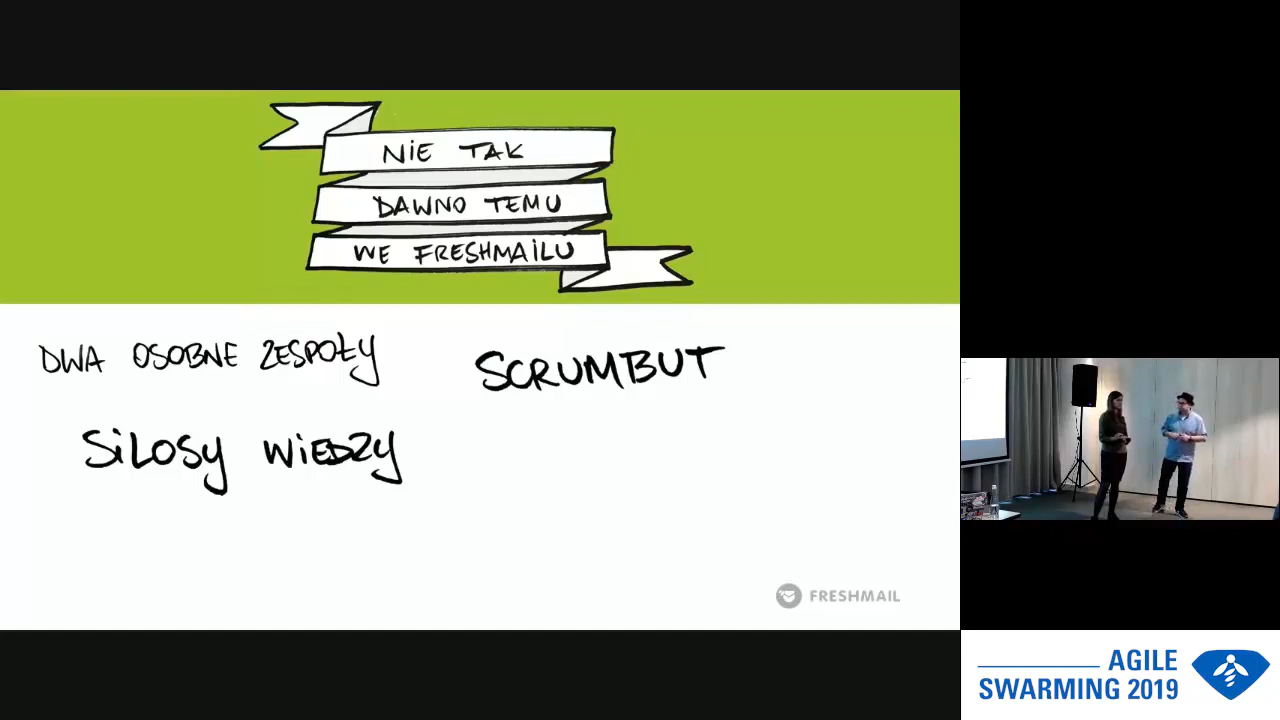 NIE TAK
DAWNO TEMU
WE FRESHMAILU
DWA OSOBNE ZESPOŁY
SCRUMBUT
SILOSY WIEDZY
FRESHMAIL
AGILE
SWARMING 2019